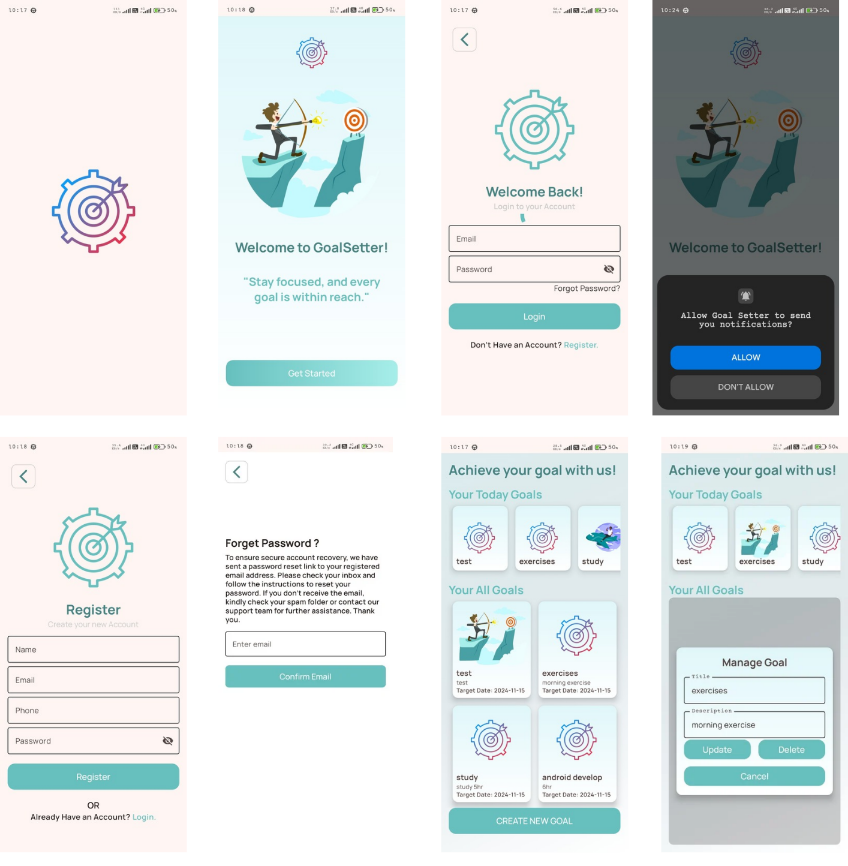 10:17
50%
10:18
50%
Welcome to GoalSetter!
"Stay focused, and every
goal is within reach."
Get Started
10:17
50%
Welcome Back!
Login to your Account
Email
Password
Forgot Password?
Login
Don't Have an Account? Register.
10:24
50%
Welcome to GoalSetter!
Allow Goal Setter to send
you notifications?
ALLOW
DON'T ALLOW
10:18
50%
Register
Create your new Account
Name
Email
Phone
Password
Register
OR
Already Have an Account? Login.
10:18
50%
Forget Password ?
To ensure secure account recovery, we have
sent a password reset link to your registered
email address. Please check your inbox and
follow the instructions to reset your
password. If you don't receive the email,
kindly check your spam folder or contact our
support team for further assistance. Thank
you.
Enter email
Confirm Email
10:17
50%
Achieve your goal with us!
Your Today Goals
test
exercises
study
Your All Goals
test
test
Target Date: 2024-11-15
exercises
morning exercise
Target Date: 2024-11-15
study
study 5hr
Target Date: 2024-11-15
android develop
6hr
Target Date: 2024-11-15
CREATE NEW GOAL
10:19
50%
Achieve your goal with us!
Your Today Goals
test
exercises
study
Your All Goals
Manage Goal
Title
exercises
Description
morning exercise
Update
Delete
Cancel